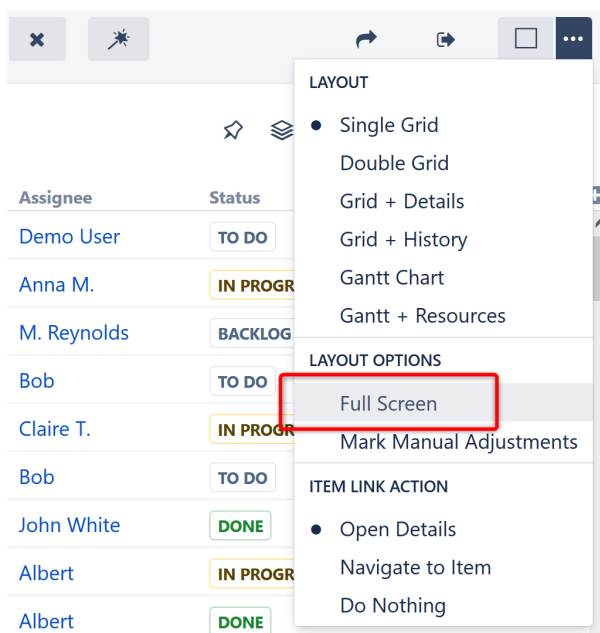 LAYOUT
Single Grid
Double Grid
Grid + Details
Grid + History
Gantt Chart
Gantt + Resources
LAYOUT OPTIONS
Full Screen
Mark Manual Adjustments
ITEM LINK ACTION
Open Details
Navigate to Item
Do Nothing
Assignee Status
Demo User TO DO
Anna M. IN PROGR
M. Reynolds BACKLOG
Bob TO DO
Claire T. IN PROGR
Bob TO DO
John White DONE
Albert IN PROGR
Albert DONE